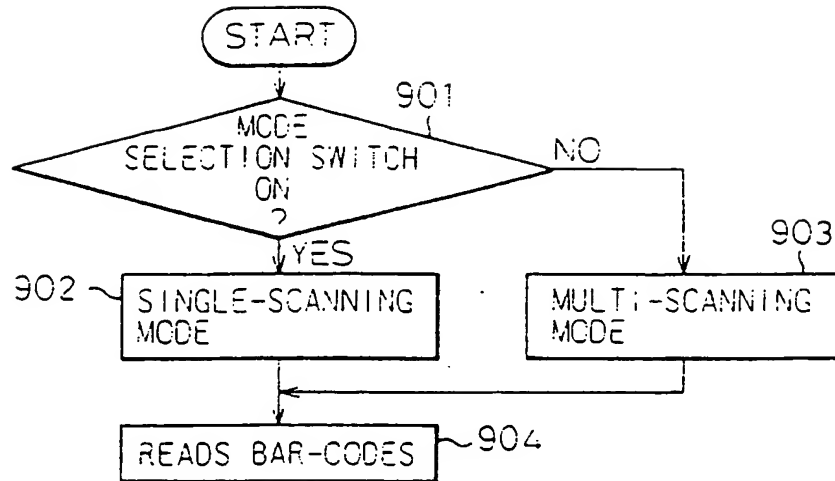 START
901
MODE
SELECTION SWITCH
ON
?
NO
YES
903
902
SINGLE-SCANNING
MODE
MULTI-SCANNING
MODE
READS BAR-CODES
904